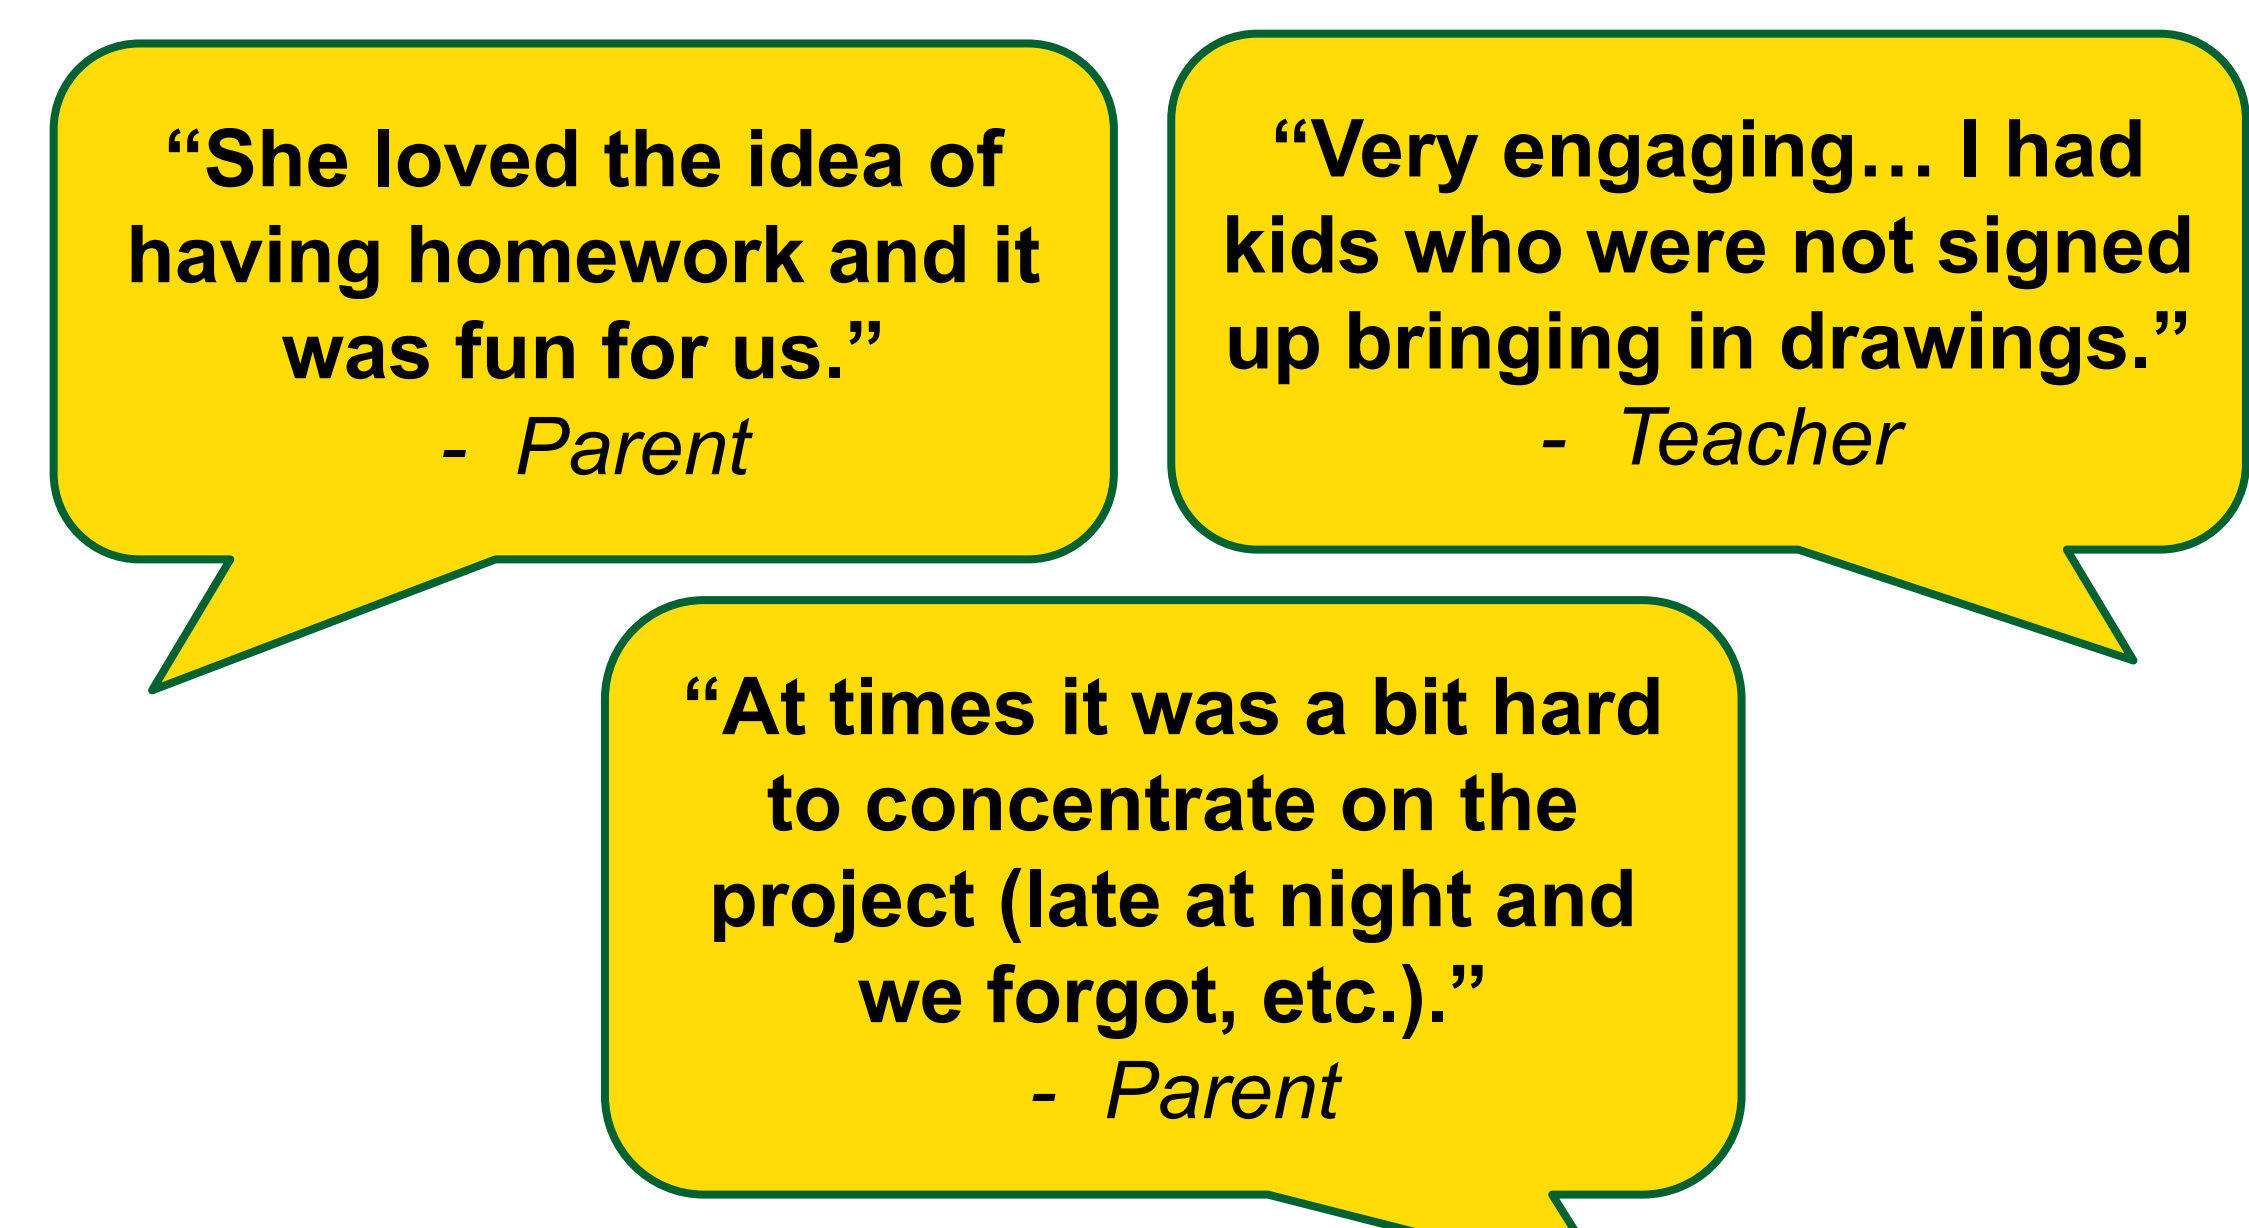 “She loved the idea of
having homework and it
was fun for us.”
- Parent
“Very engaging… I had
kids who were not signed
up bringing in drawings.”
- Teacher
“At times it was a bit hard
to concentrate on the
project (late at night and
we forgot, etc.).”
- Parent